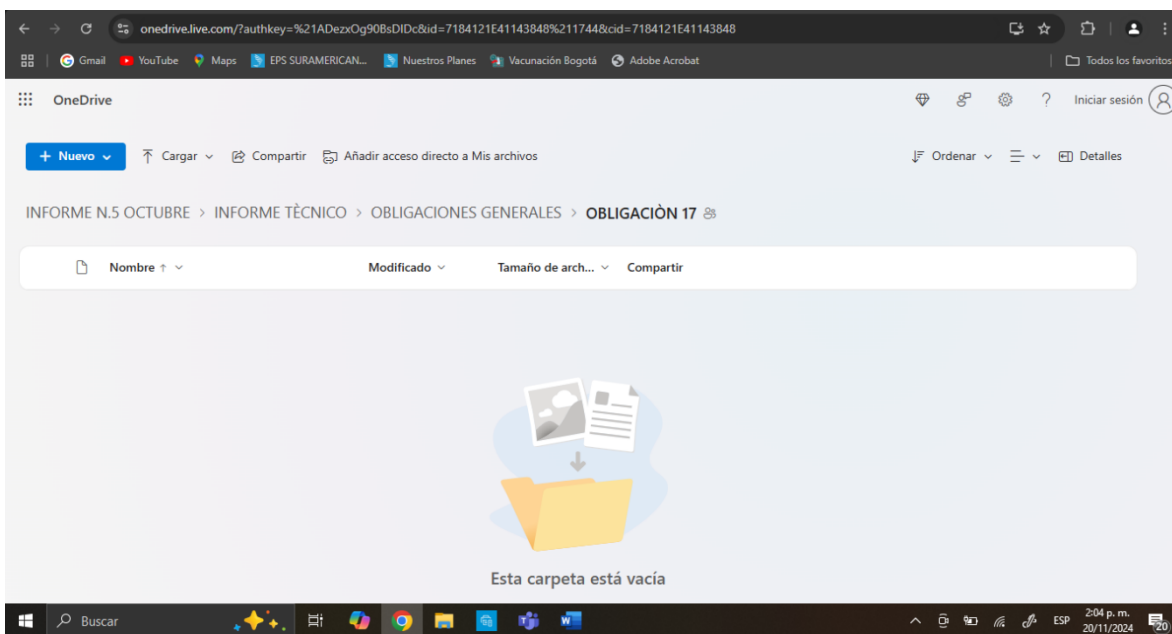 onedrive.live.com/?authkey=%21ADezxOg90BsDIDc&id=7184121E41143848%211744&cid=7184121E41143848
Gmail YouTube Maps EPS SURAMERICAN... Nuestros Planes Vacunación Bogotá Adobe Acrobat Todos los favoritos
OneDrive ? Iniciar sesión
+ Nuevo Cargar Compartir Añadir acceso directo a Mis archivos Ordenar Detalles
INFORME N.5 OCTUBRE > INFORME TÈCNICO > OBLIGACIONES GENERALES > OBLIGACIÒN 17
Nombre ↑ Modificado Tamaño de arch... Compartir
Esta carpeta está vacía
Buscar ESP 2:04 p. m.
20/11/2024 20